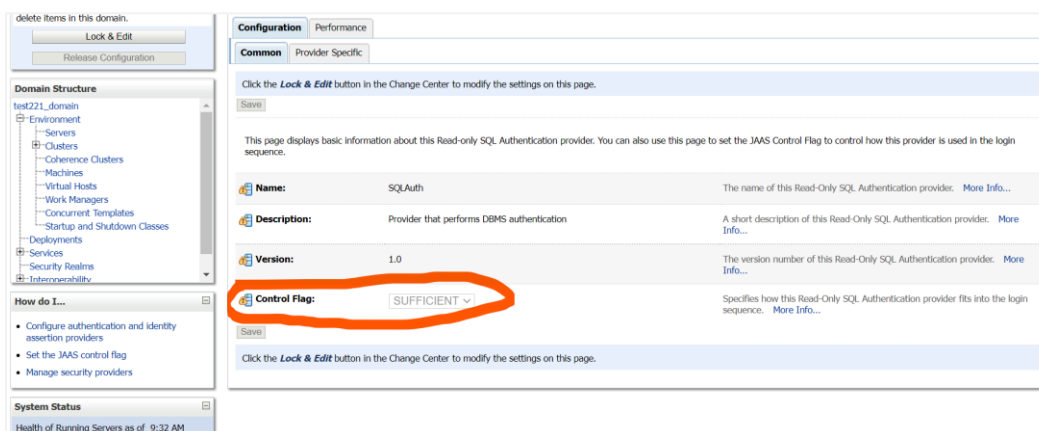 delete items in this domain.
Lock & Edit
Release Configuration
Domain Structure
test221_domain
Environment
Servers
Clusters
Coherence Clusters
Machines
Virtual Hosts
Work Managers
Concurrent Templates
Startup and Shutdown Classes
Deployments
Services
Security Realms
Interoperability
How do I...
Configure authentication and identity
assertion providers
Set the JAAS control flag
Manage security providers
System Status
Health of Running Servers as of 9:32 AM
Configuration Performance
Common Provider Specific
Click the Lock & Edit button in the Change Center to modify the settings on this page.
Save
This page displays basic information about this Read-only SQL Authentication provider. You can also use this page to set the JAAS Control Flag to control how this provider is used in the login
sequence.
Name: SQLAuth The name of this Read-Only SQL Authentication provider. More Info...
Description: Provider that performs DBMS authentication A short description of this Read-Only SQL Authentication provider. More
Info...
Version: 1.0 The version number of this Read-Only SQL Authentication provider. More
Info...
Control Flag: SUFFICIENT Specifies how this Read-Only SQL Authentication provider fits into the login
sequence. More Info...
Save
Click the Lock & Edit button in the Change Center to modify the settings on this page.